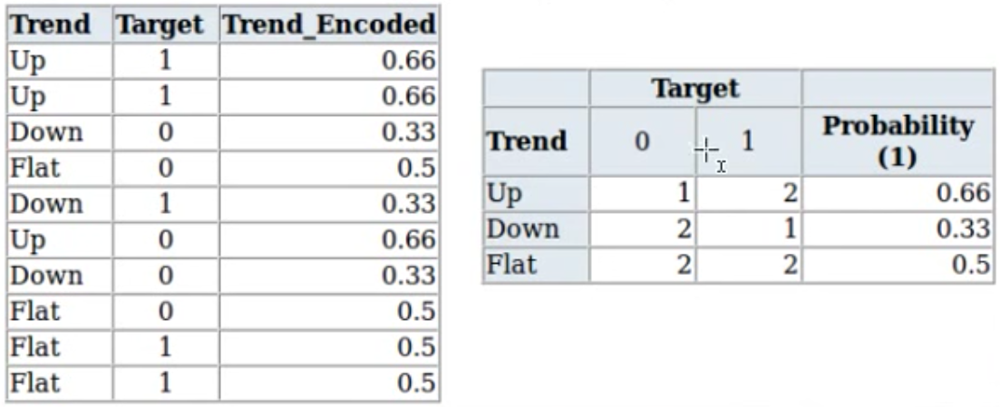 Trend Target Trend_Encoded
Up 1 0.66
Up 1 0.66
Down 0 0.33
Flat 0 0.5
Down 1 0.33
Up 0 0.66
Down 0 0.33
Flat 0 0.5
Flat 1 0.5
Flat 1 0.5
Target
Trend 0 1 Probability
(1)
Up 1 2 0.66
Down 2 1 0.33
Flat 2 2 0.5